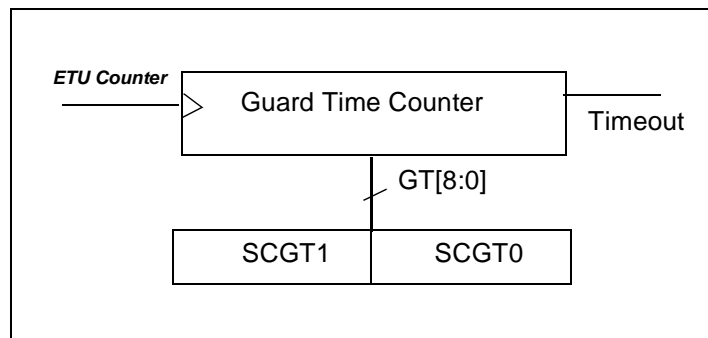 ETU Counter
Guard Time Counter
Timeout
GT[8:0]
SCGT1
SCGT0